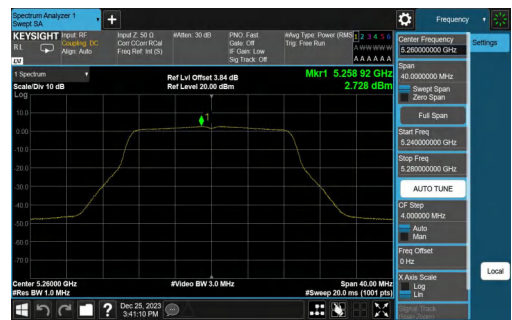 Spectrum Analyzer 1
Swept SA
Frequency
KEYSIGHT Input: RF
RL Coupling: DC
Align: Auto
LV
Input Z: 50 Ω
Corr CCorr RCal
Freq Ref: Int (S)
#Atten: 30 dB
PNO: Fast
Gate: Off
IF Gain: Low
Sig Track: Off
#Avg Type: Power (RMS
Trig: Free Run
1 2 3 4 5 6
A W W W W W
A A A A A A
1 Spectrum
Scale/Div 10 dB
Log
Ref Lvl Offset 3.84 dB
Ref Level 20.00 dBm
Mkr1 5.258 92 GHz
2.728 dBm
1
10.0
0.00
-10.0
-20.0
-30.0
-40.0
-50.0
-60.0
-70.0
Center 5.26000 GHz
#Res BW 1.0 MHz
#Video BW 3.0 MHz
Span 40.00 MHz
#Sweep 20.0 ms (1001 pts)
Center Frequency
5.260000000 GHz
Settings
Span
40.0000000 MHz
Swept Span
Zero Span
Full Span
Start Freq
5.240000000 GHz
Stop Freq
5.280000000 GHz
AUTO TUNE
CF Step
4.000000 MHz
Auto
Man
Freq Offset
0 Hz
X Axis Scale
Log
Lin
Local
Signal Track
Dec 25, 2023
3:41:10 PM